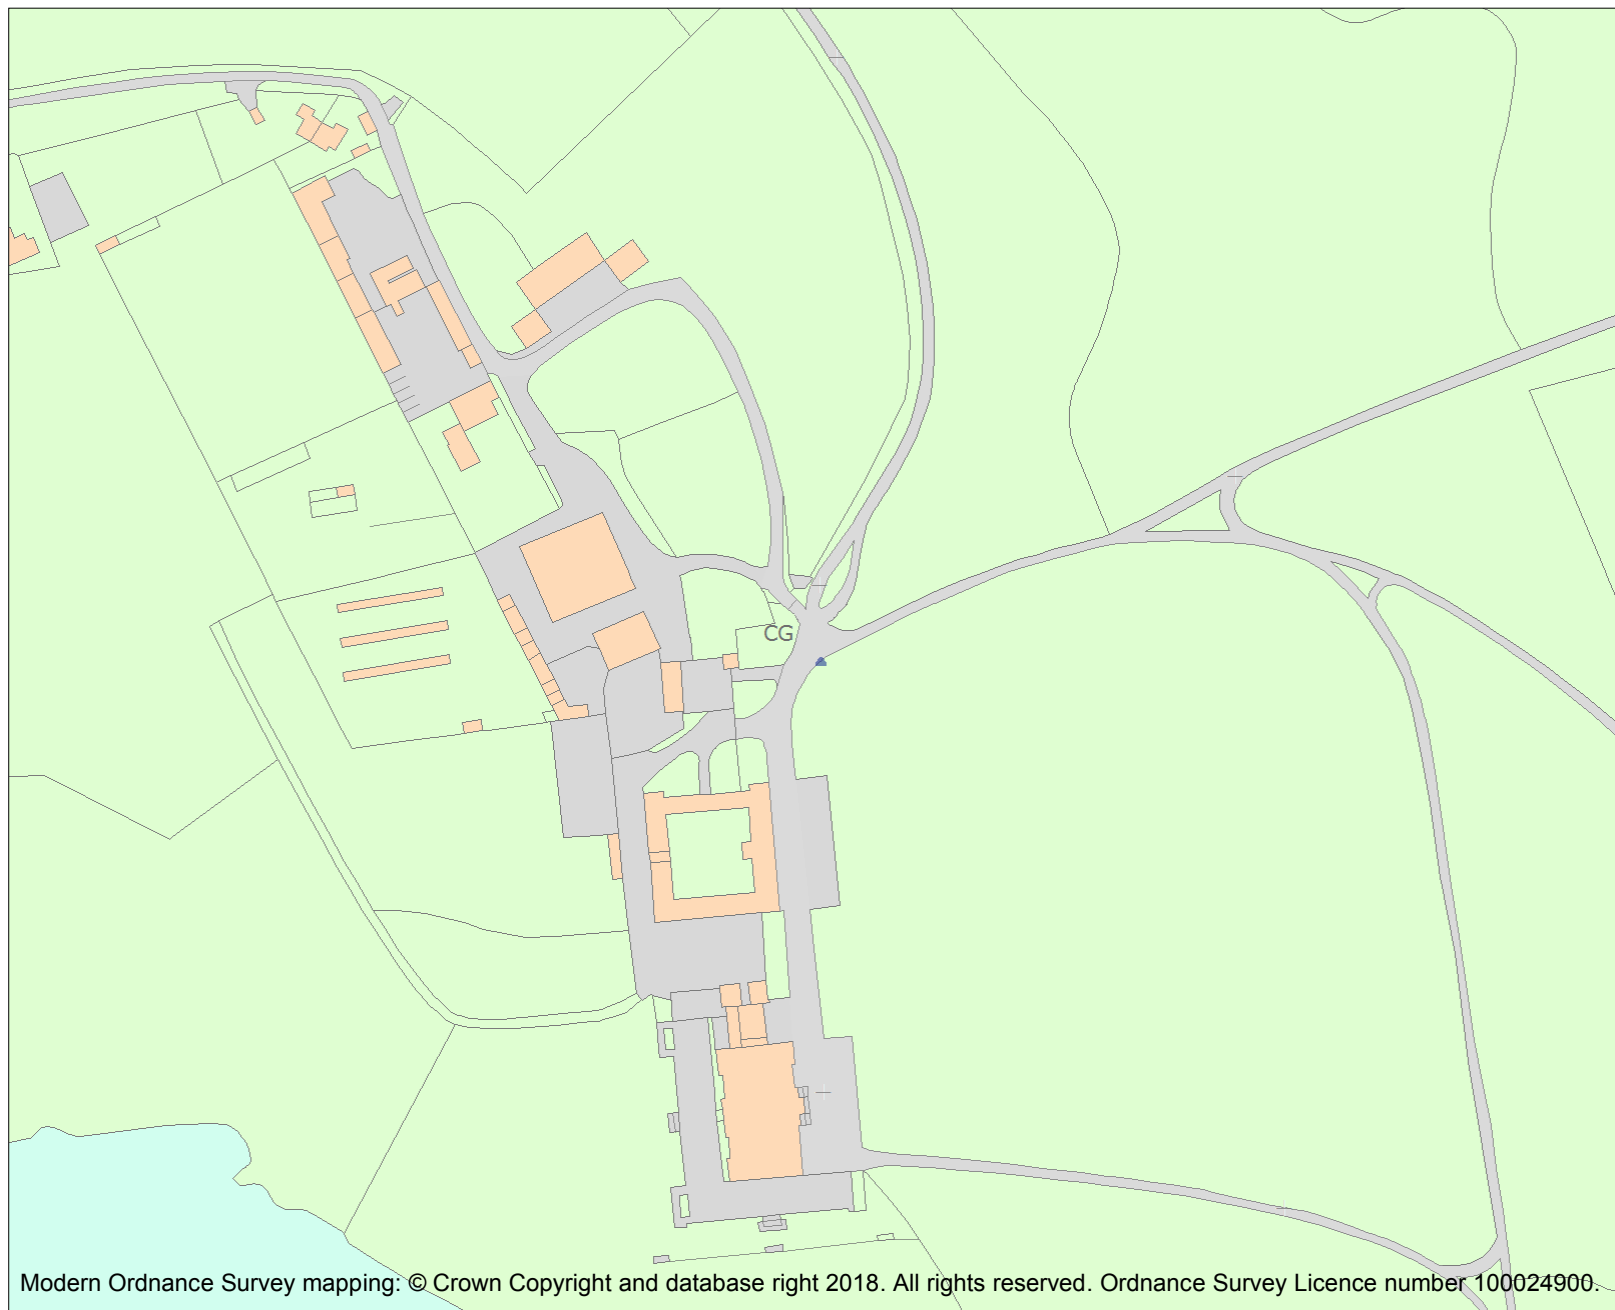 CG
Modern Ordnance Survey mapping: © Crown Copyright and database right 2018. All rights reserved. Ordnance Survey Licence number 100024900.